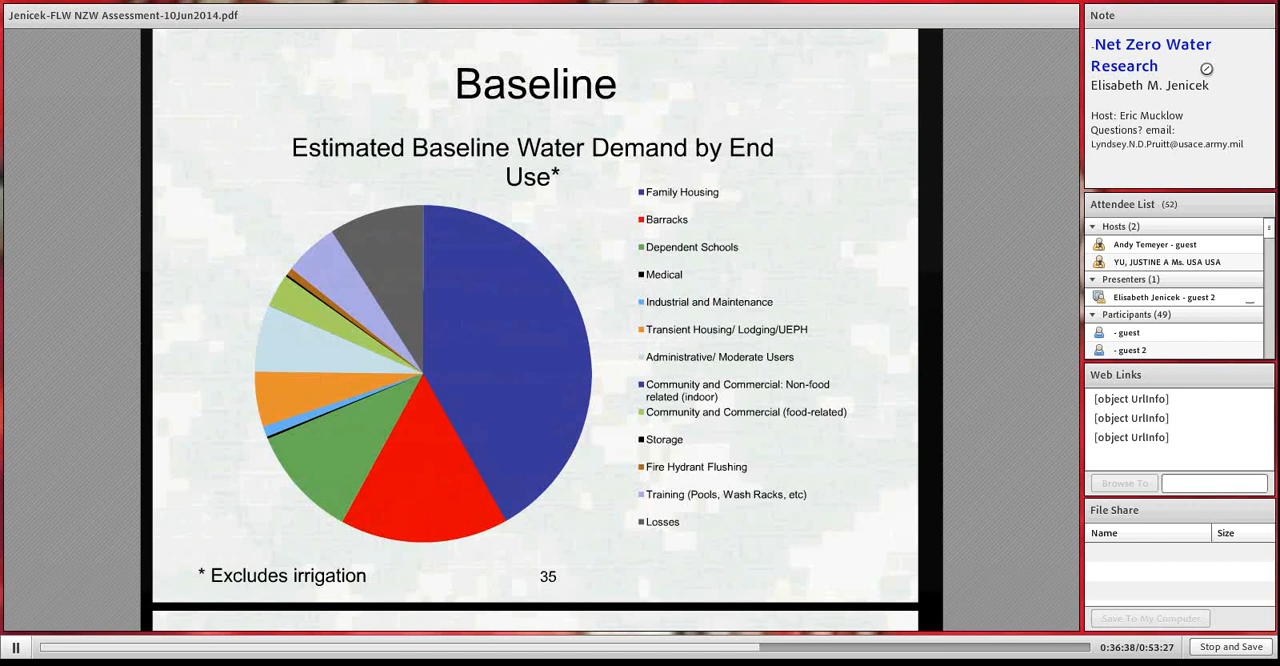 Jenicek-FLW NZW Assessment-10Jun2014.pdf
Baseline
Estimated Baseline Water Demand by End
Use*
Family Housing
Barracks
Dependent Schools
Medical
Industrial and Maintenance
Transient Housing/ Lodging/UEPH
Administrative/ Moderate Users
Community and Commercial: Non-food
related (indoor)
Community and Commercial (food-related)
Storage
Fire Hydrant Flushing
Training (Pools, Wash Racks, etc)
Losses
* Excludes irrigation
35
Note
Net Zero Water
Research
Elisabeth M. Jenicek
Host: Eric Mucklow
Questions? email:
Lyndsey.N.D.Pruitt@usace.army.mil
Attendee List (52)
Hosts (2)
Andy Temeyer - guest
YU, JUSTINE A Ms. USA USA
Presenters (1)
Elisabeth Jenicek - guest 2
Participants (49)
- guest
- guest 2
Web Links
[object UrlInfo]
[object UrlInfo]
[object UrlInfo]
Browse To
File Share
Name Size
Save To My Computer
0:36:38/0:53:27
Stop and Save